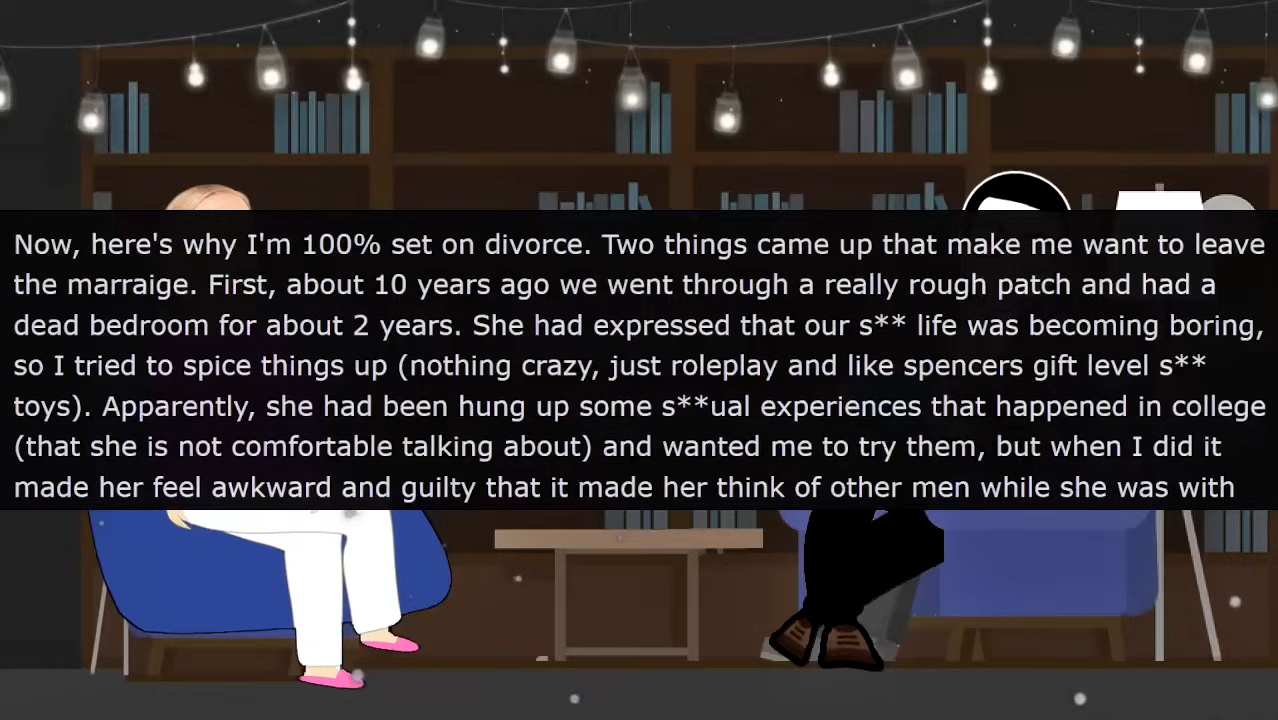 Now, here's why I'm 100% set on divorce. Two things came up that make me want to leave
the marraige. First, about 10 years ago we went through a really rough patch and had a
dead bedroom for about 2 years. She had expressed that our s** life was becoming boring,
so I tried to spice things up (nothing crazy, just roleplay and like spencers gift level s**
toys). Apparently, she had been hung up some s**ual experiences that happened in college
(that she is not comfortable talking about) and wanted me to try them, but when I did it
made her feel awkward and guilty that it made her think of other men while she was with